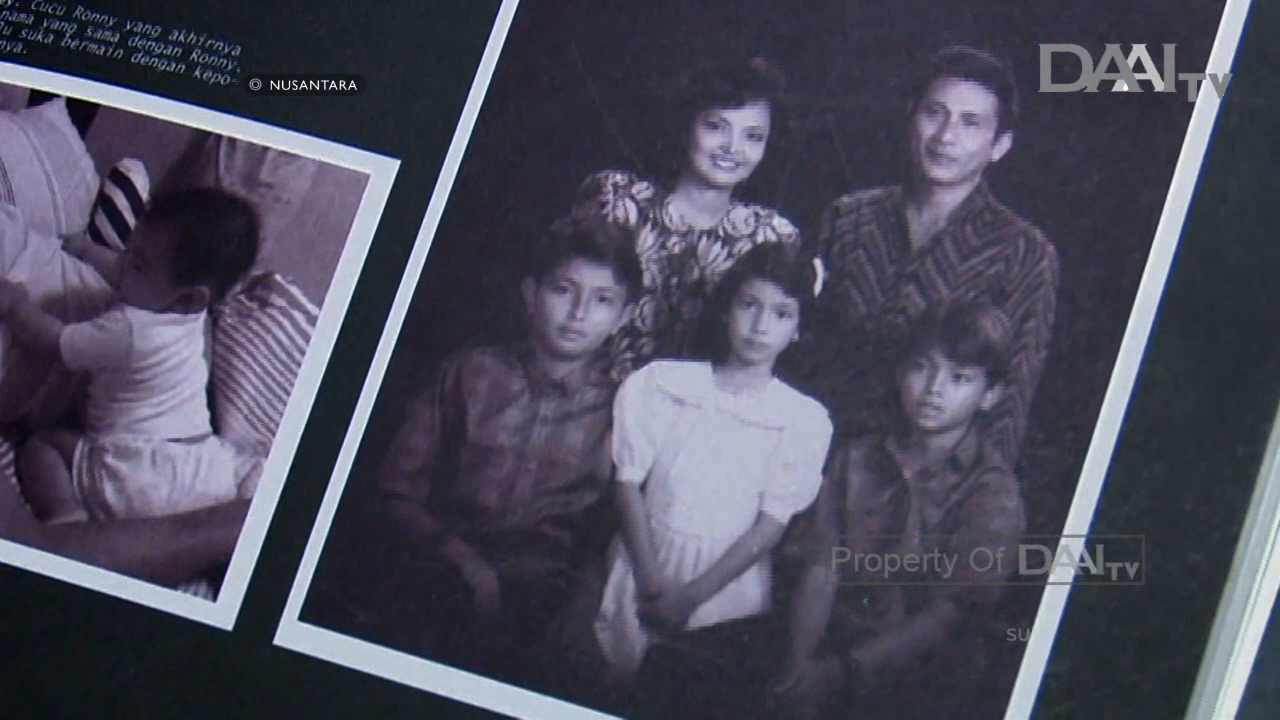 Cucu Ronny yang akhirnya
nama yang sama dengan Ronny.
suka bermain dengan kepo-
nya.
© NUSANTARA
DAAI TV
Property Of DAAI TV
SU